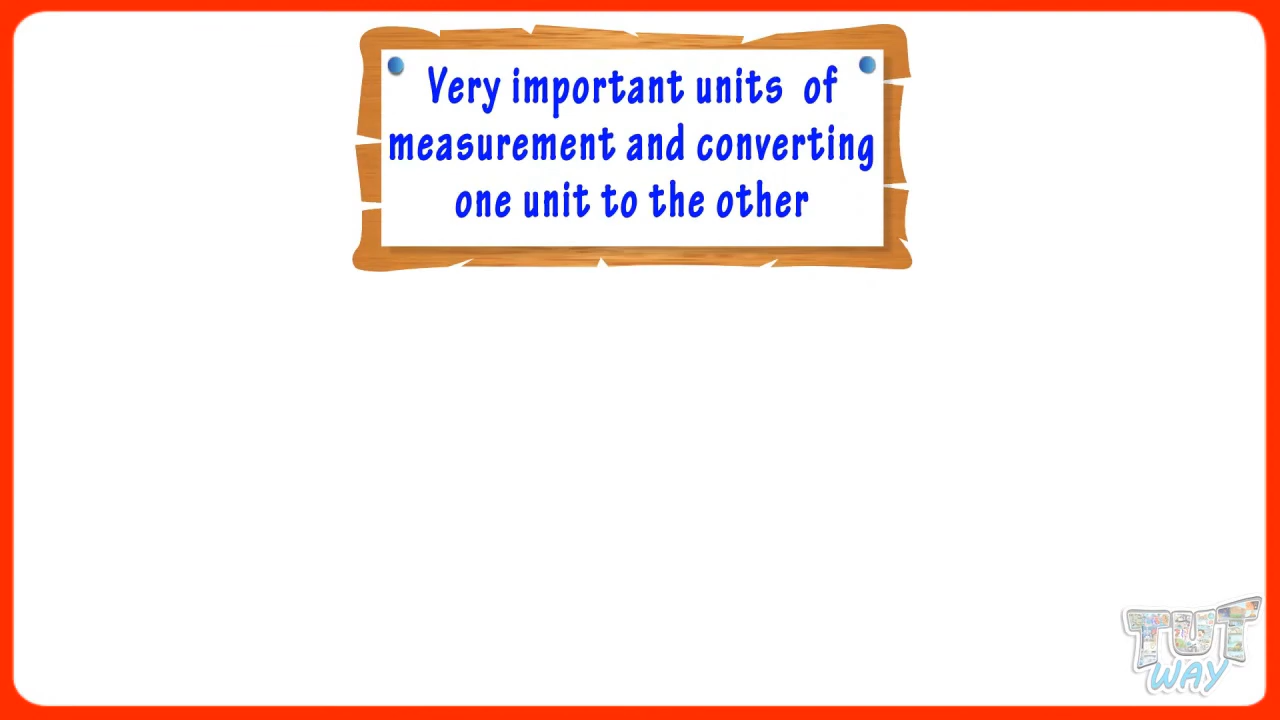 Very important units of
measurement and converting
one unit to the other
TUT
WAY